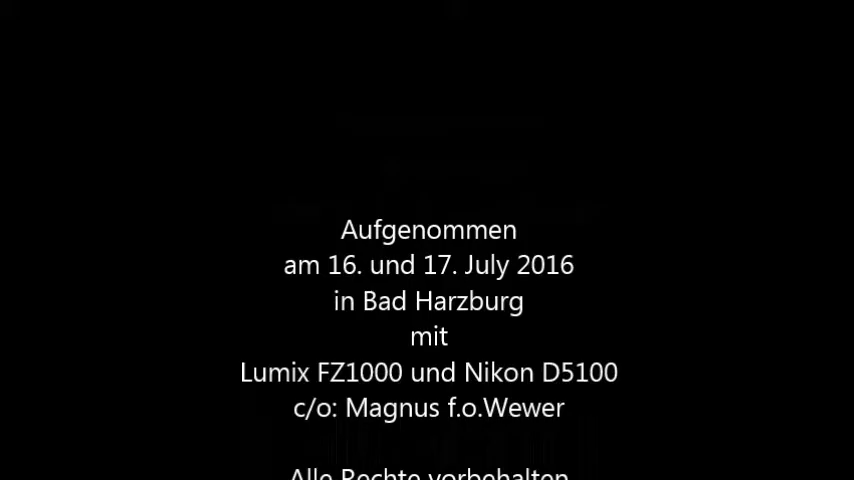 Aufgenommen
am 16. und 17. July 2016
in Bad Harzburg
mit
Lumix FZ1000 und Nikon D5100
c/o: Magnus f.o.Wewer
Alle Rechte vorbehalten